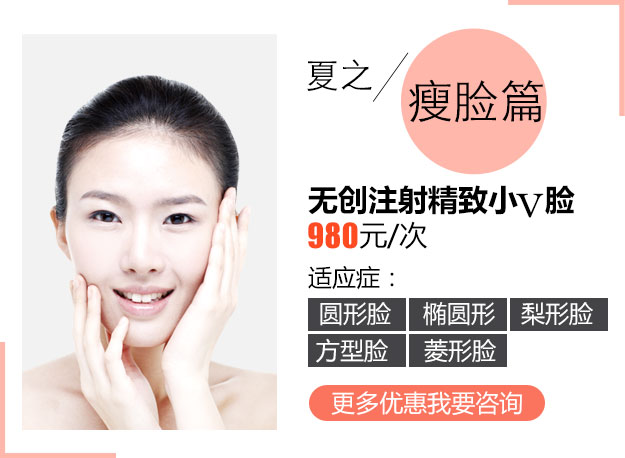 夏之
瘦脸篇
无创注射精致小V脸
980元/次
适应症：
圆形脸 椭圆形 梨形脸
方型脸 菱形脸
更多优惠我要咨询